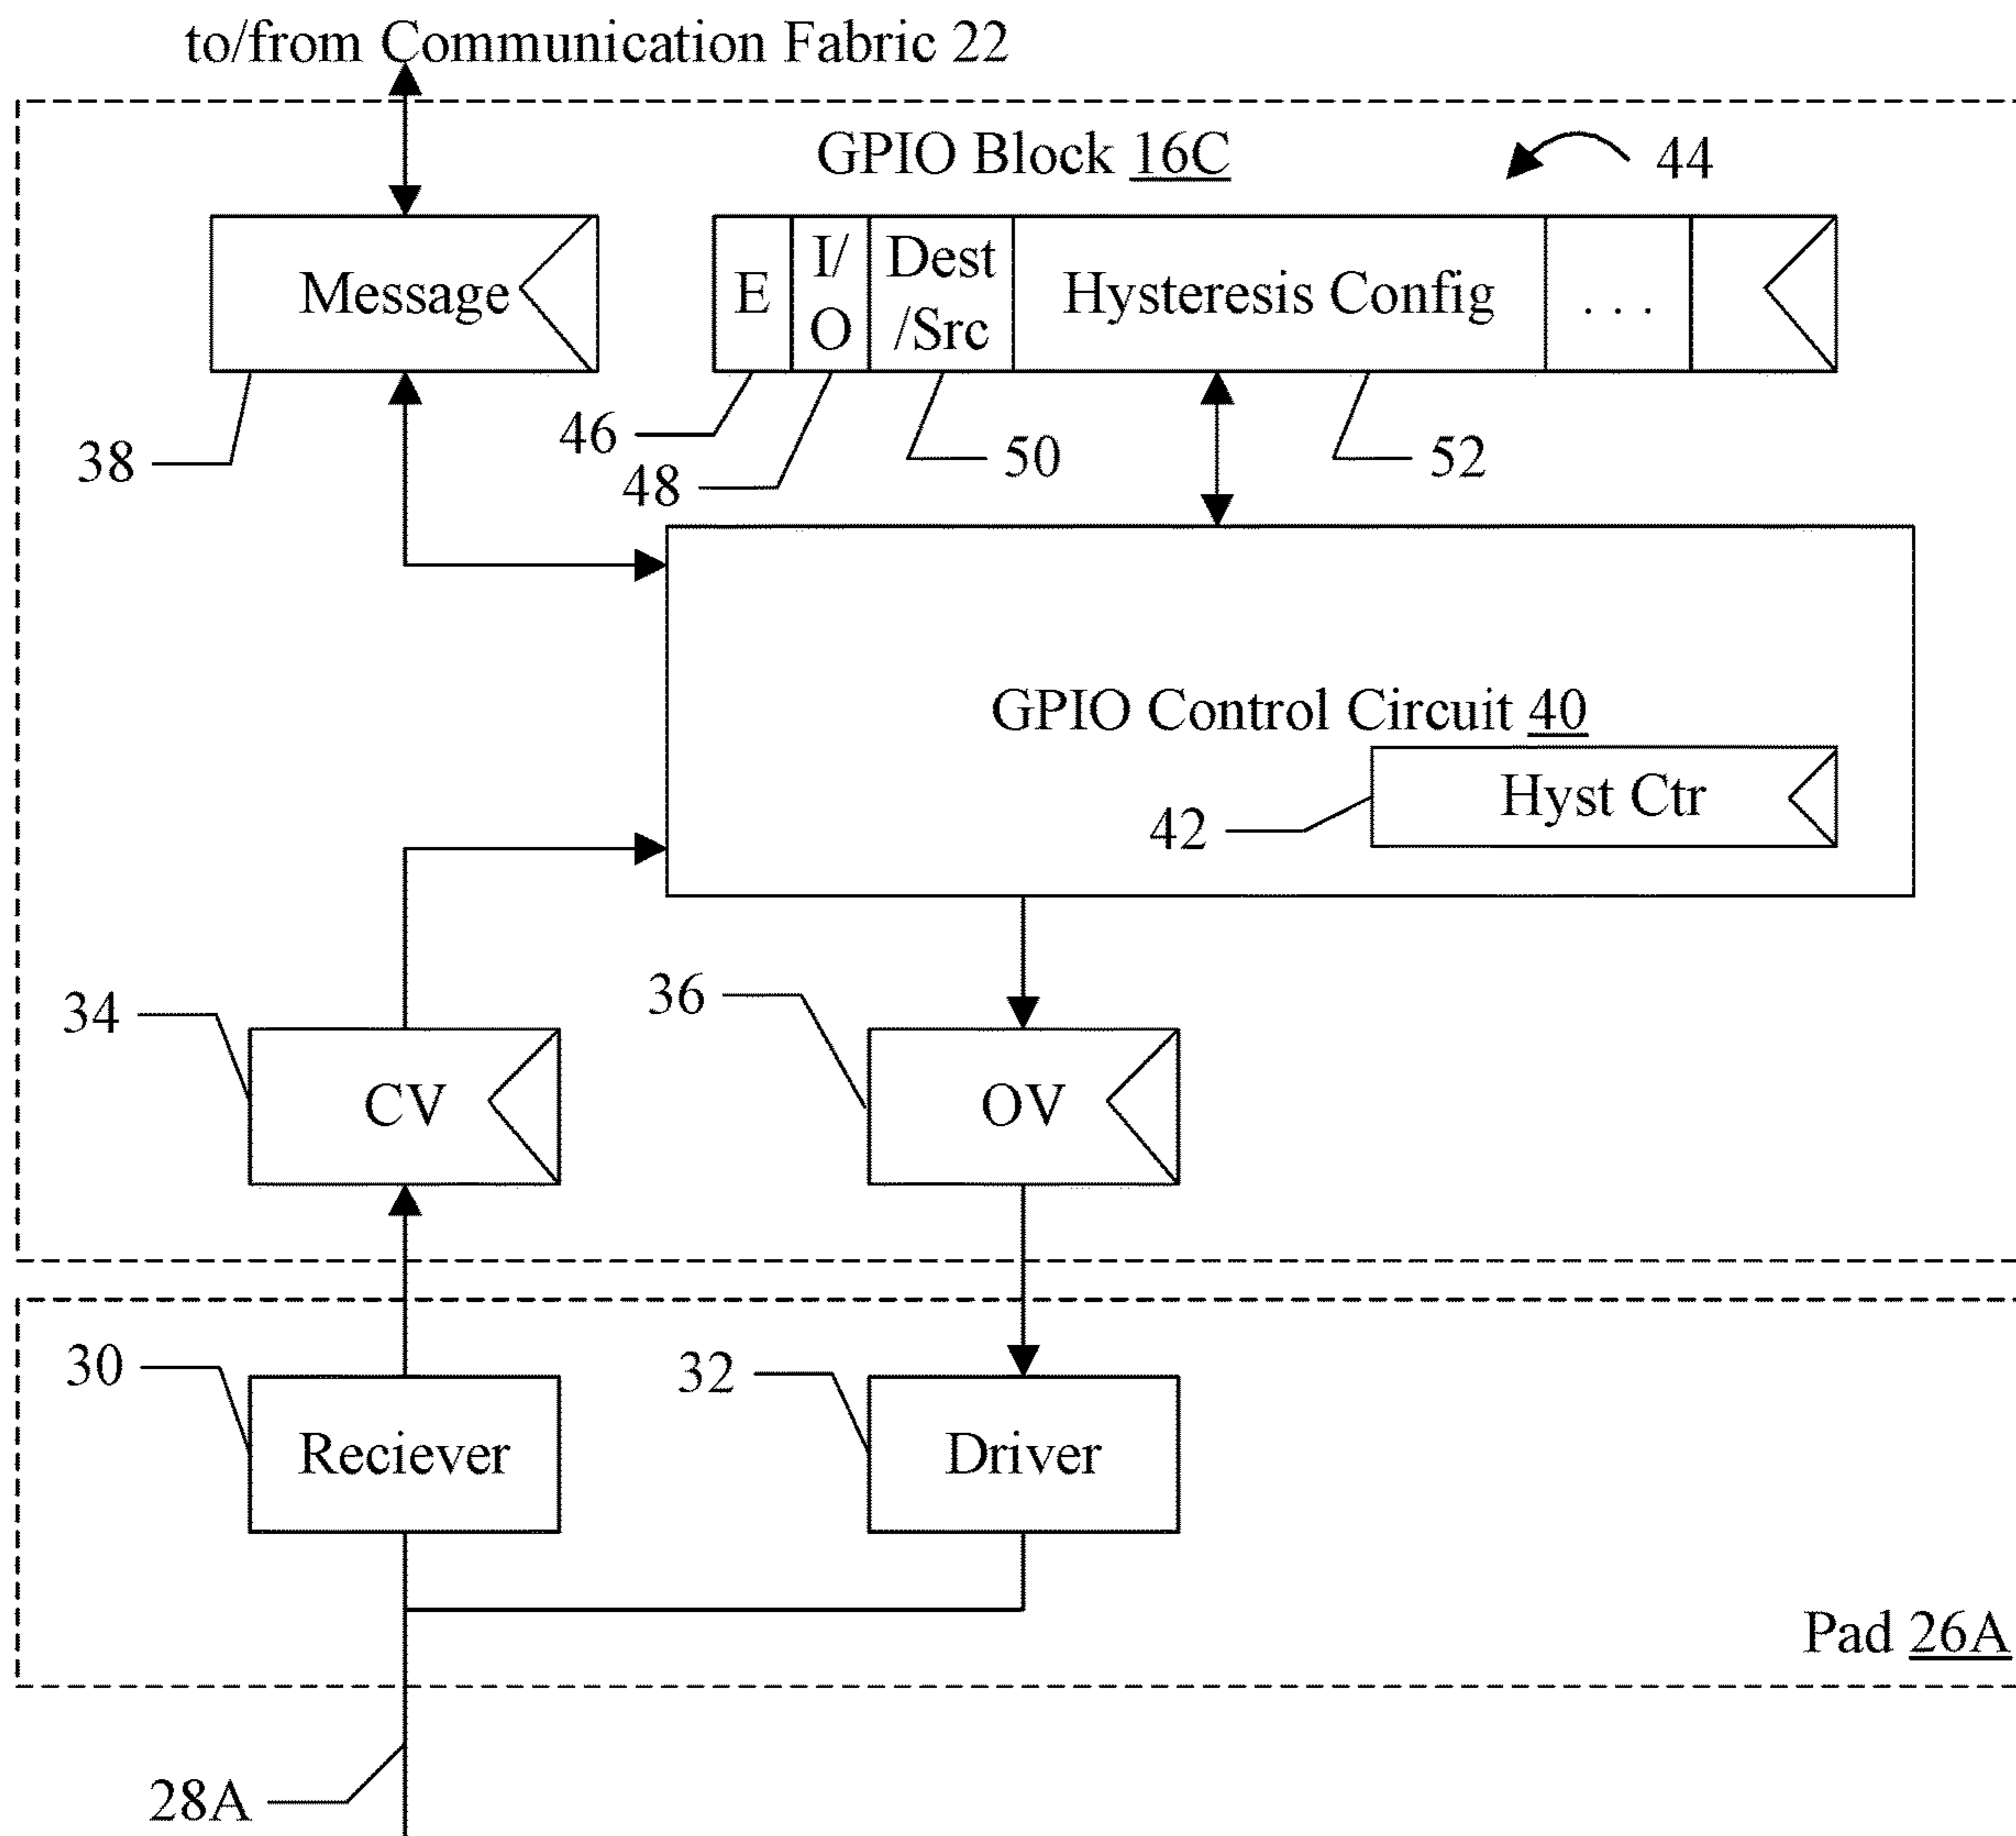 to/from Communication Fabric 22
GPIO Block 16C
44
Message
E
I/
O
Dest
/Src
Hysteresis Config
. . .
38
46
48
50
52
GPIO Control Circuit 40
Hyst Ctr
42
34
CV
36
OV
30
Reciever
32
Driver
Pad 26A
28A